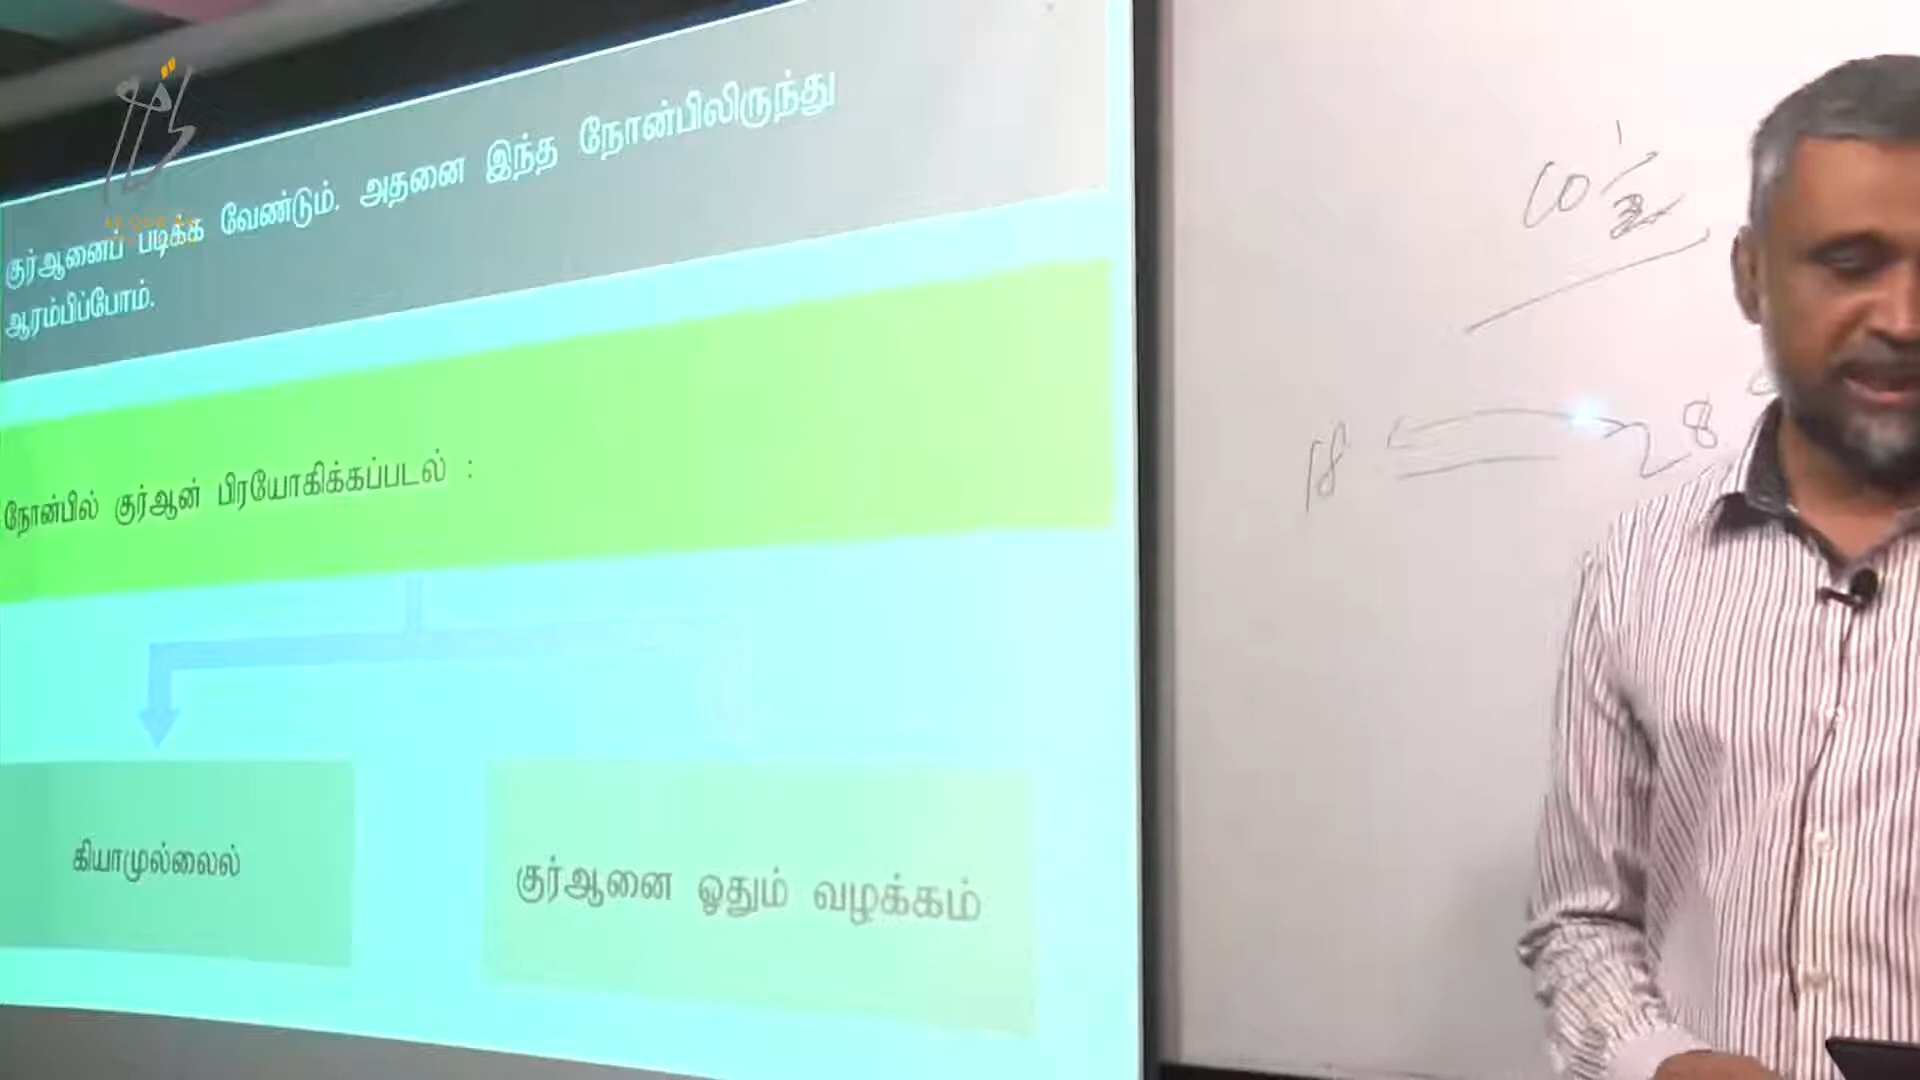 குர்ஆனைப் படிக்க வேண்டும். அதனை இந்த நோன்பிலிருந்து
ஆரம்பிப்போம்.
நோன்பில் குர்ஆன் பிரயோகிக்கப்படல் :
கியாமுல்லைல்
குர்ஆனை ஓதும் வழக்கம்
18
28